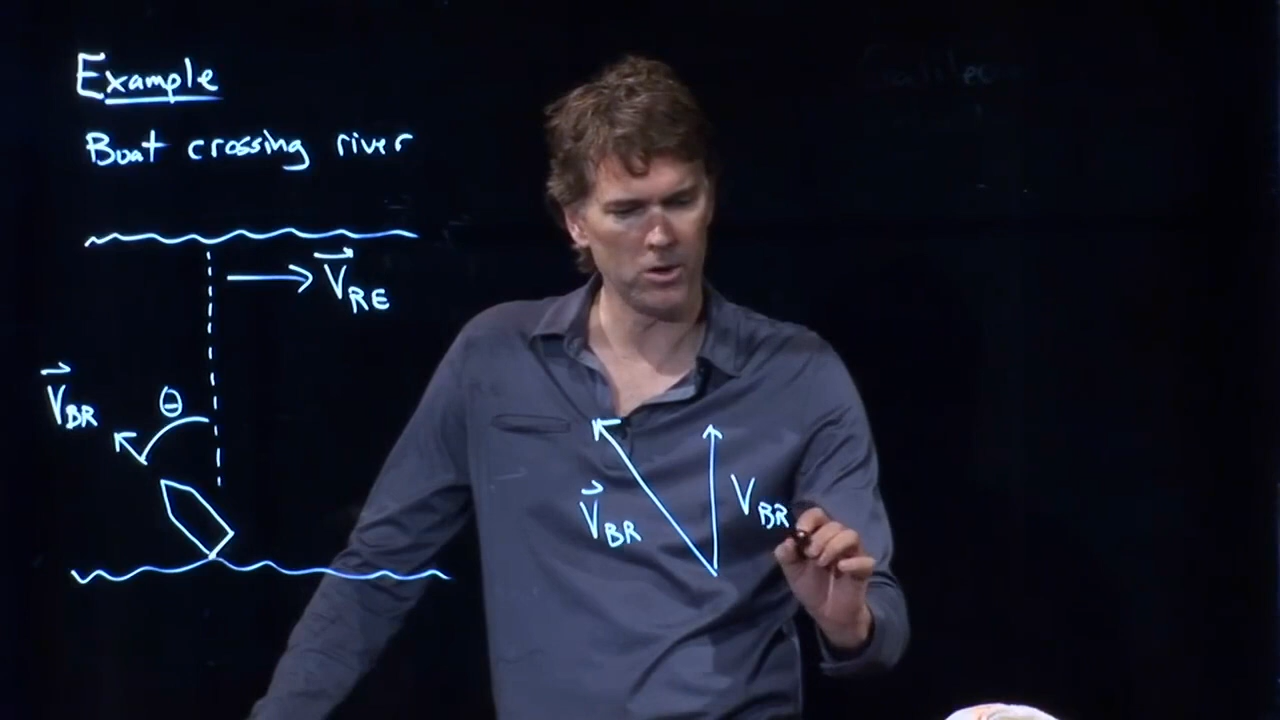 Example
Boat crossing river
V⃗RE
θ
V⃗BR
V⃗BR
VBR